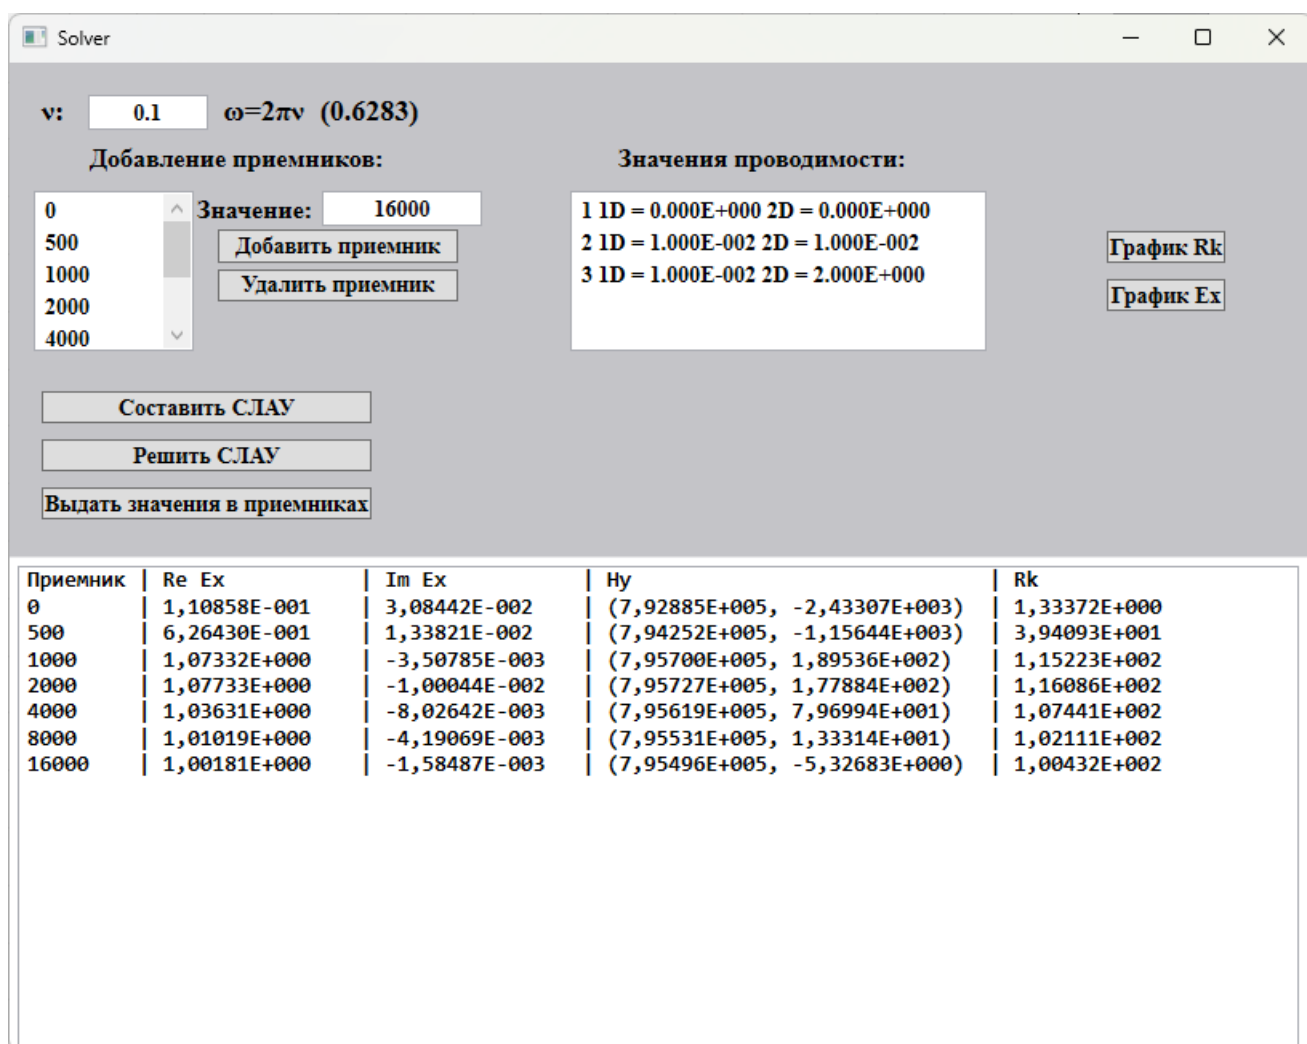 Solver
ν: 0.1 ω=2πν (0.6283)
Добавление приемников:
Значения проводимости:
0
500
1000
2000
4000
Значение: 16000
Добавить приемник
Удалить приемник
1 1D = 0.000E+000 2D = 0.000E+000
2 1D = 1.000E-002 2D = 1.000E-002
3 1D = 1.000E-002 2D = 2.000E+000
График Rk
График Ex
Составить СЛАУ
Решить СЛАУ
Выдать значения в приемниках
Приемник | Re Ex | Im Ex | Hy | Rk
0 | 1,10858E-001 | 3,08442E-002 | (7,92885E+005, -2,43307E+003) | 1,33372E+000
500 | 6,26430E-001 | 1,33821E-002 | (7,94252E+005, -1,15644E+003) | 3,94093E+001
1000 | 1,07332E+000 | -3,50785E-003 | (7,95700E+005, 1,89536E+002) | 1,15223E+002
2000 | 1,07733E+000 | -1,00044E-002 | (7,95727E+005, 1,77884E+002) | 1,16086E+002
4000 | 1,03631E+000 | -8,02642E-003 | (7,95619E+005, 7,96994E+001) | 1,07441E+002
8000 | 1,01019E+000 | -4,19069E-003 | (7,95531E+005, 1,33314E+001) | 1,02111E+002
16000 | 1,00181E+000 | -1,58487E-003 | (7,95496E+005, -5,32683E+000) | 1,00432E+002